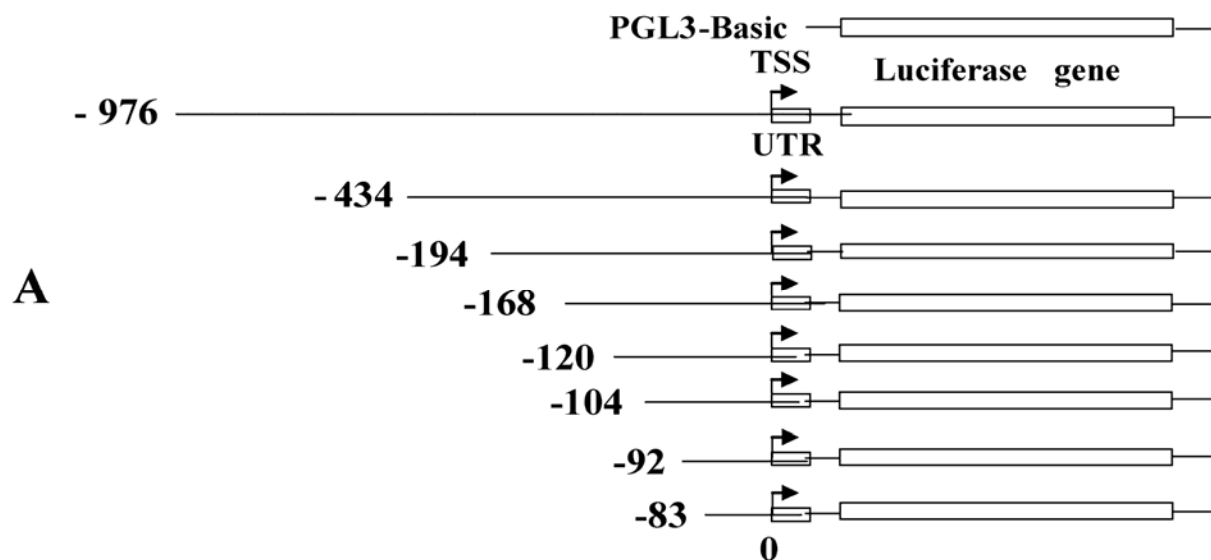 PGL3-Basic
TSS
Luciferase gene
- 976
UTR
- 434
-194
A
-168
-120
-104
-92
-83
0